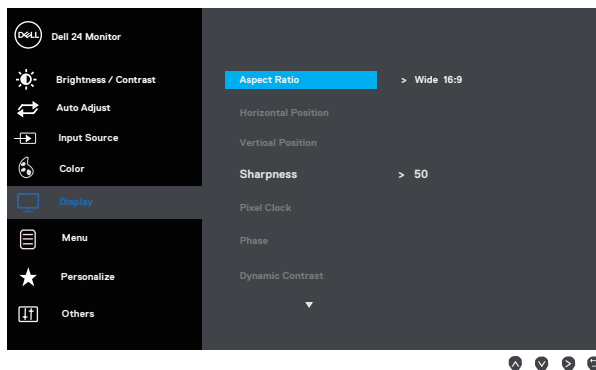 DELL Dell 24 Monitor
Brightness / Contrast
Auto Adjust
Input Source
Color
Display
Menu
Personalize
Others
Aspect Ratio > Wide 16:9
Horizontal Position
Vertical Position
Sharpness > 50
Pixel Clock
Phase
Dynamic Contrast